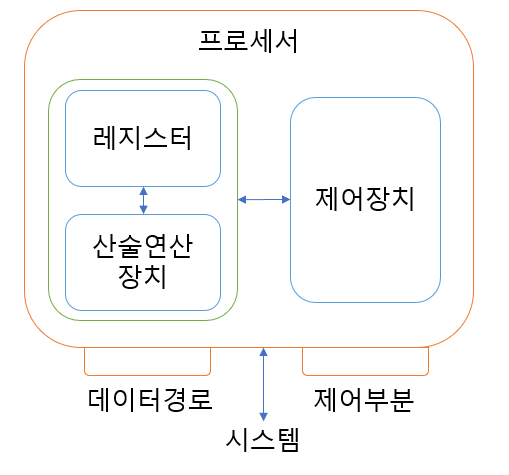 프로세서
레지스터
산술연산
장치
제어장치
데이터경로
제어부분
시스템